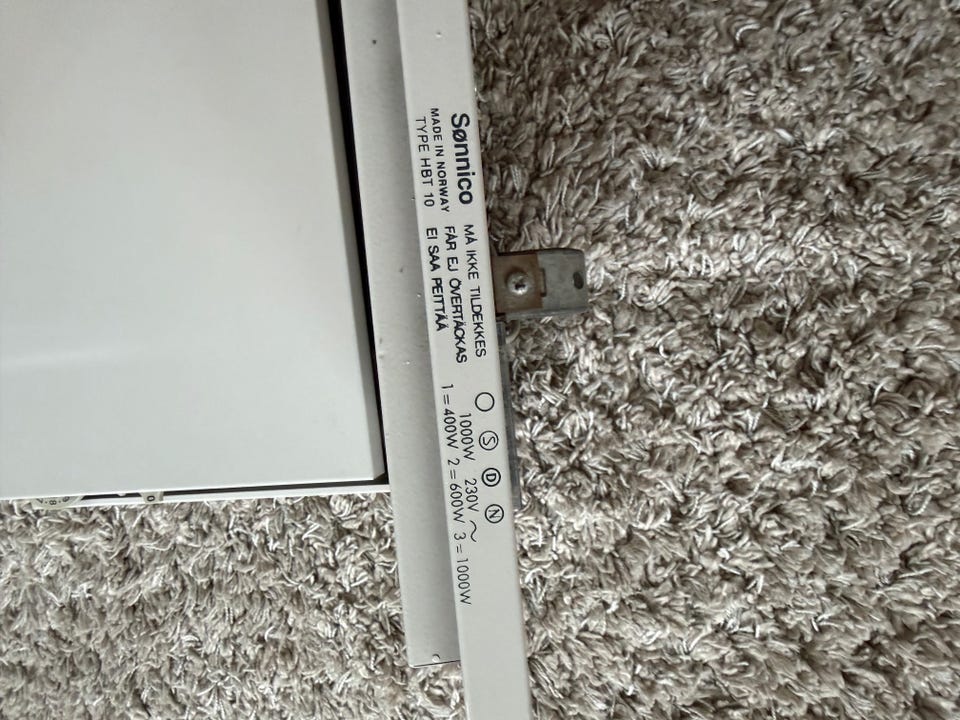 Sønnico
MADE IN NORWAY
TYPE HBT 10
MÅ IKKE TILDEKKES
FÅR EJ ÖVERTÄCKAS
EI SAA PEITTÄÄ
S D N
1000W 230V ~
1 = 400W 2 = 600W 3 = 1000W